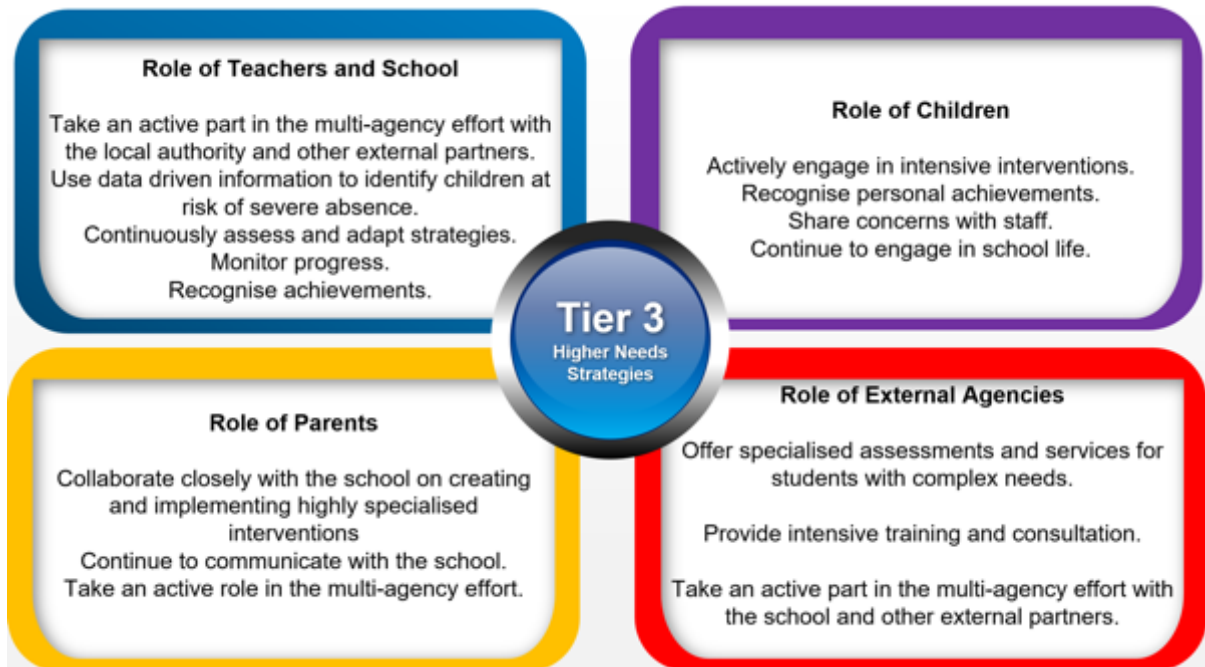 Role of Teachers and School
Take an active part in the multi-agency effort with
the local authority and other external partners.
Use data driven information to identify children at
risk of severe absence.
Continuously assess and adapt strategies.
Monitor progress.
Recognise achievements.
Role of Children
Actively engage in intensive interventions.
Recognise personal achievements.
Share concerns with staff.
Continue to engage in school life.
Tier 3
Higher Needs
Strategies
Role of Parents
Collaborate closely with the school on creating
and implementing highly specialised
interventions
Continue to communicate with the school.
Take an active role in the multi-agency effort.
Role of External Agencies
Offer specialised assessments and services for
students with complex needs.
Provide intensive training and consultation.
Take an active part in the multi-agency effort with
the school and other external partners.